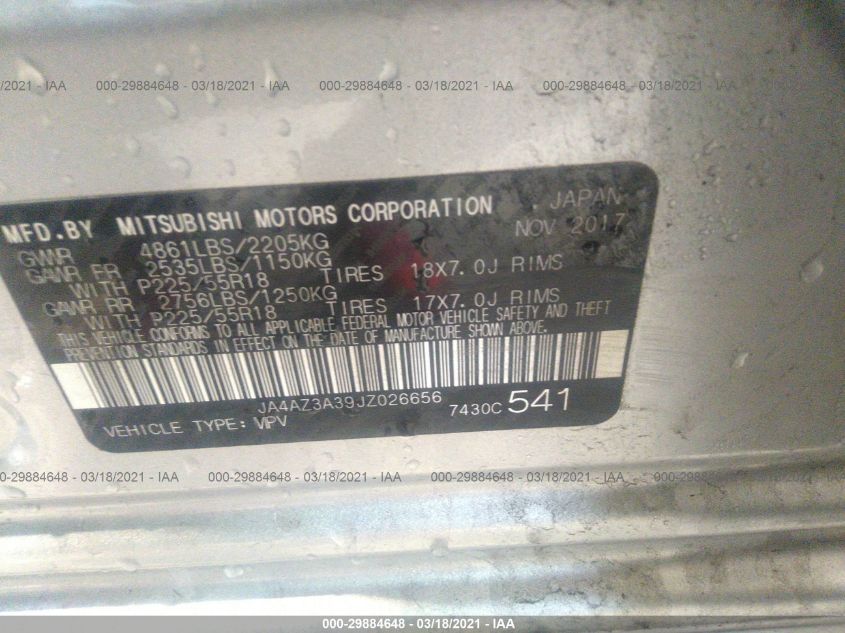 - 03/18/2021 - IAA 000-29884648 - 03/18/2021 - IAA 000-29884648 - 03/18/2021 - IAA 000-29884648 - 03/18/2021 - IAA
MFD.BY MITSUBISHI MOTORS CORPORATION JAPAN
GVWR 4861LBS/2205KG NOV 2017
GAWR FR 2535LBS/1150KG
WITH P225/55R18 TIRES 18X7.0J RIMS
GAWR RR 2756LBS/1250KG
WITH P225/55R18 TIRES 17X7.0J RIMS
THIS VEHICLE CONFORMS TO ALL APPLICABLE FEDERAL MOTOR VEHICLE SAFETY AND THEFT
PREVENTION STANDARDS IN EFFECT ON THE DATE OF MANUFACTURE SHOWN ABOVE.
JA4AZ3A39JZ026656
VEHICLE TYPE: MPV 7430C 541
000-29884648 - 03/18/2021 - IAA 000-29884648 - 03/18/2021 - IAA 000-29884648 - 03/18/2021 - IAA 000-29884648 - 03/18/2021 - IAA
000-29884648 - 03/18/2021 - IAA